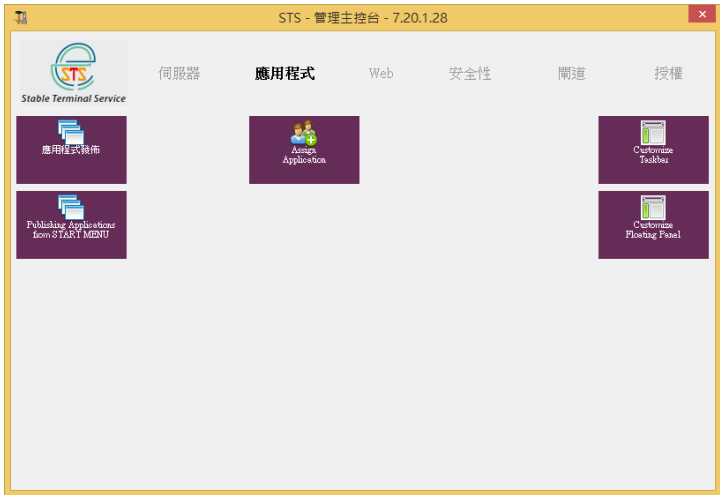 STS - 管理主控台 - 7.20.1.28
STS
Stable Terminal Service
伺服器
應用程式
Web
安全性
閘道
授權
應用程式發佈
Assign
Application
Customize
Taskbar
Publishing Applications
from START MENU
Customize
Floating Panel